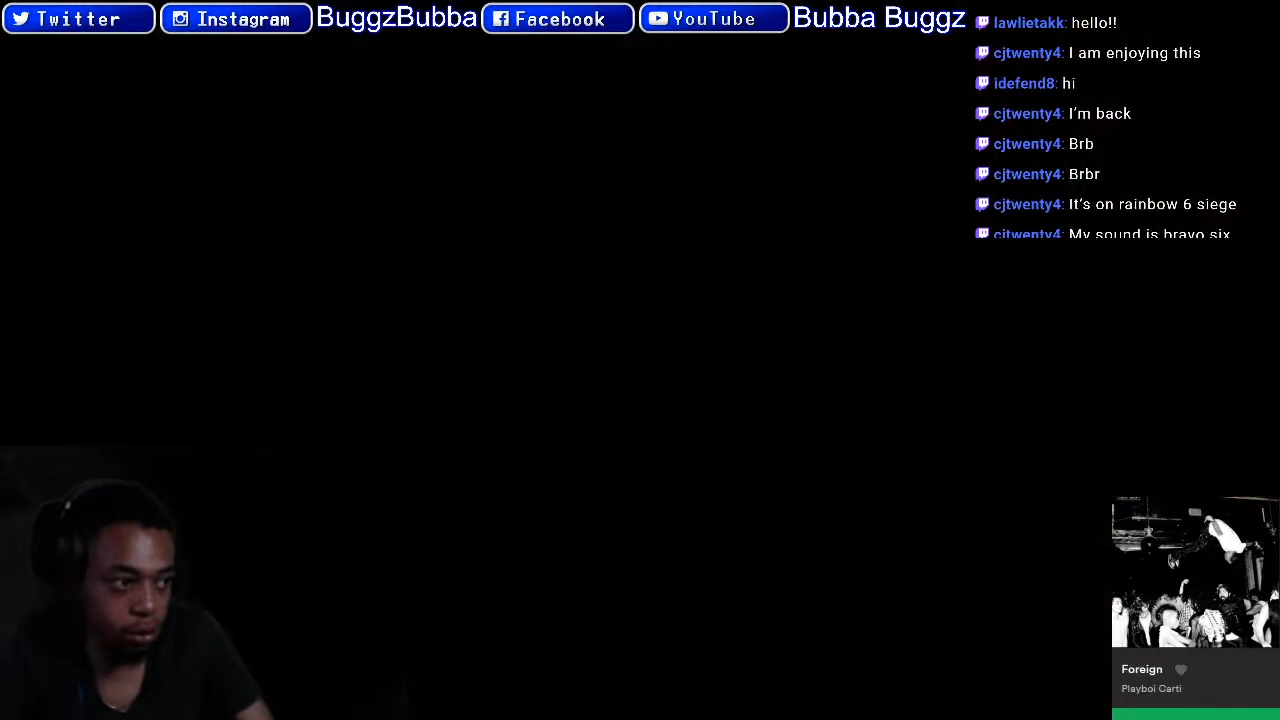 Twitter Instagram BuggzBubba Facebook YouTube Bubba Buggz
lawlietakk: hello!!
cjtwenty4: I am enjoying this
idefend8: hi
cjtwenty4: I'm back
cjtwenty4: Brb
cjtwenty4: Brbr
cjtwenty4: It's on rainbow 6 siege
cjtwenty4: My sound is bravo six
Foreign
Playboi Carti